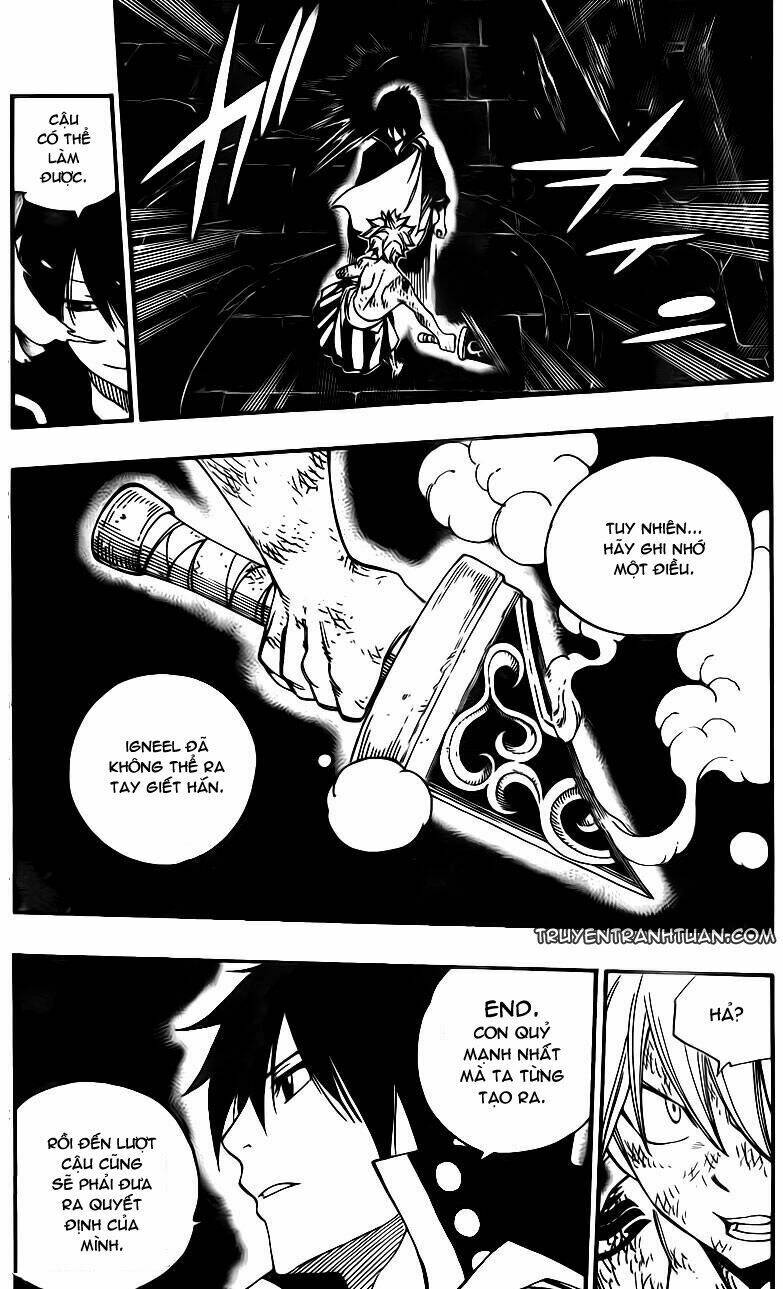 CẬU
CÓ THỂ
LÀM
ĐƯỢC.
TUY NHIÊN...
HÃY GHI NHỚ
MỘT ĐIỀU.
IGNEEL ĐÃ
KHÔNG THỂ RA
TAY GIẾT HẮN.
TRUYENTRANHTUAN.COM
END.
CON QUỶ
MẠNH NHẤT
MÀ TA TỪNG
TẠO RA.
HẢ?
RỒI ĐẾN LƯỢT
CẬU CŨNG
SẼ PHẢI ĐƯA
RA QUYẾT
ĐỊNH CỦA
MÌNH.